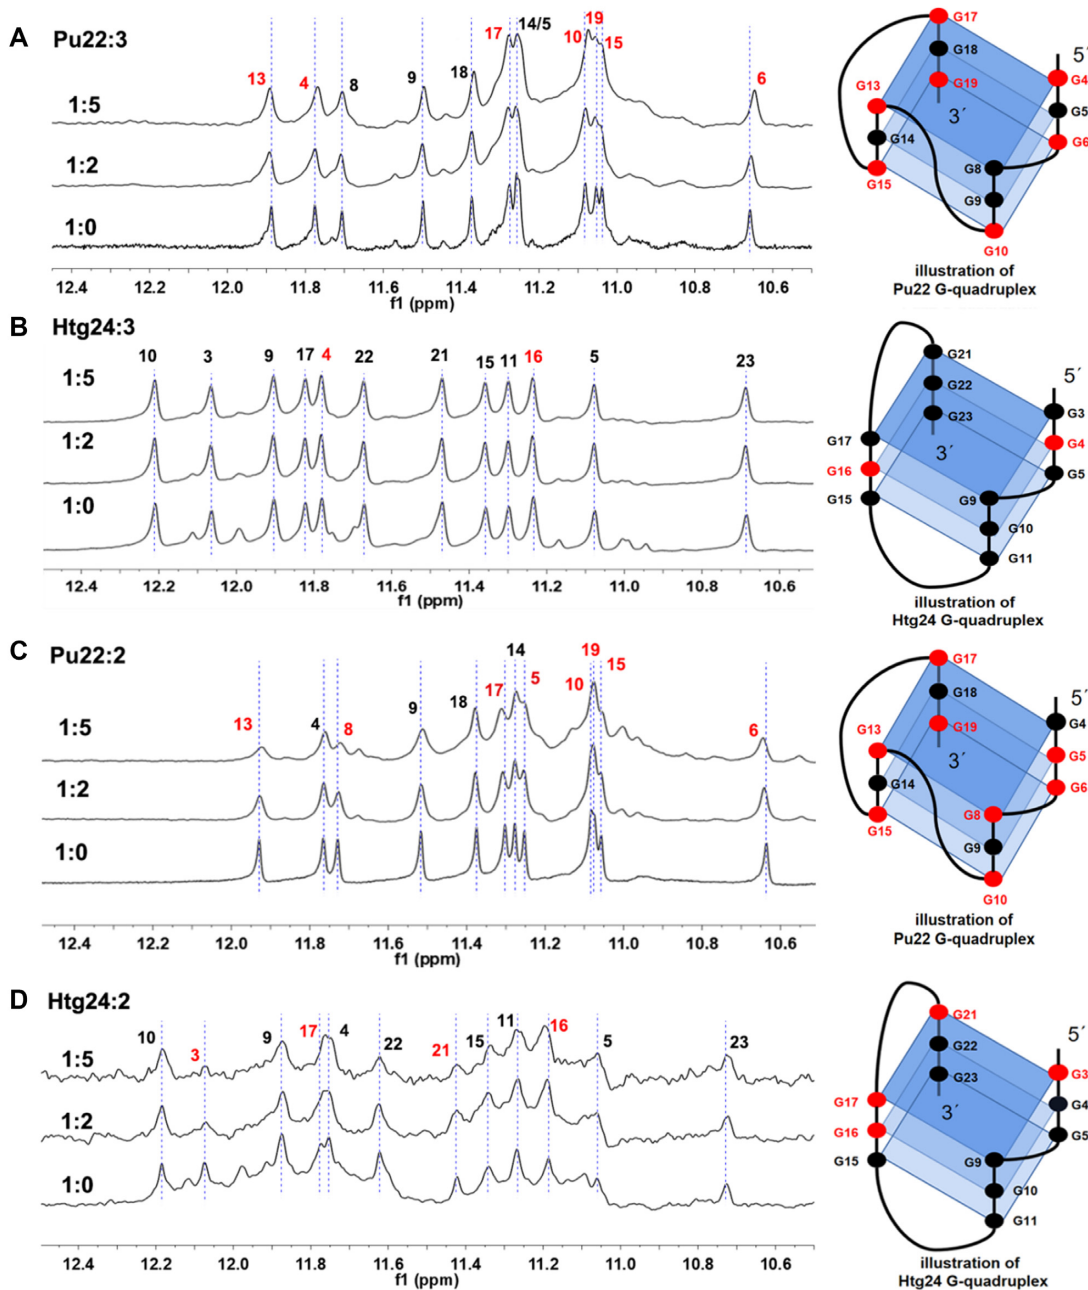 A
Pu22:3
13
4
8
9
18
17
14/5
10
19
15
6
1:5
1:2
1:0
12.4
12.2
12.0
11.8
11.6
11.4
11.2
11.0
10.8
10.6
f1 (ppm)
G17
G18
G19
3´
5´
G4
G5
G6
G13
G14
G15
G8
G9
G10
illustration of
Pu22 G-quadruplex
B
Htg24:3
10
3
9
17
4
22
21
15
11
16
5
23
1:5
1:2
1:0
12.4
12.2
12.0
11.8
11.6
11.4
11.2
11.0
10.8
10.6
f1 (ppm)
G21
G22
G23
3´
5´
G3
G4
G5
G17
G16
G15
G9
G10
G11
illustration of
Htg24 G-quadruplex
C
Pu22:2
13
4
8
9
18
17
14
5
10
19
15
6
1:5
1:2
1:0
12.4
12.2
12.0
11.8
11.6
11.4
11.2
11.0
10.8
10.6
f1 (ppm)
G17
G18
G19
3´
5´
G4
G5
G6
G13
G14
G15
G8
G9
G10
illustration of
Pu22 G-quadruplex
D
Htg24:2
10
3
9
17
4
22
21
15
11
16
5
23
1:5
1:2
1:0
12.4
12.2
12.0
11.8
11.6
11.4
11.2
11.0
10.8
10.6
f1 (ppm)
G21
G22
G23
3´
5´
G3
G4
G5
G17
G16
G15
G9
G10
G11
illustration of
Htg24 G-quadruplex